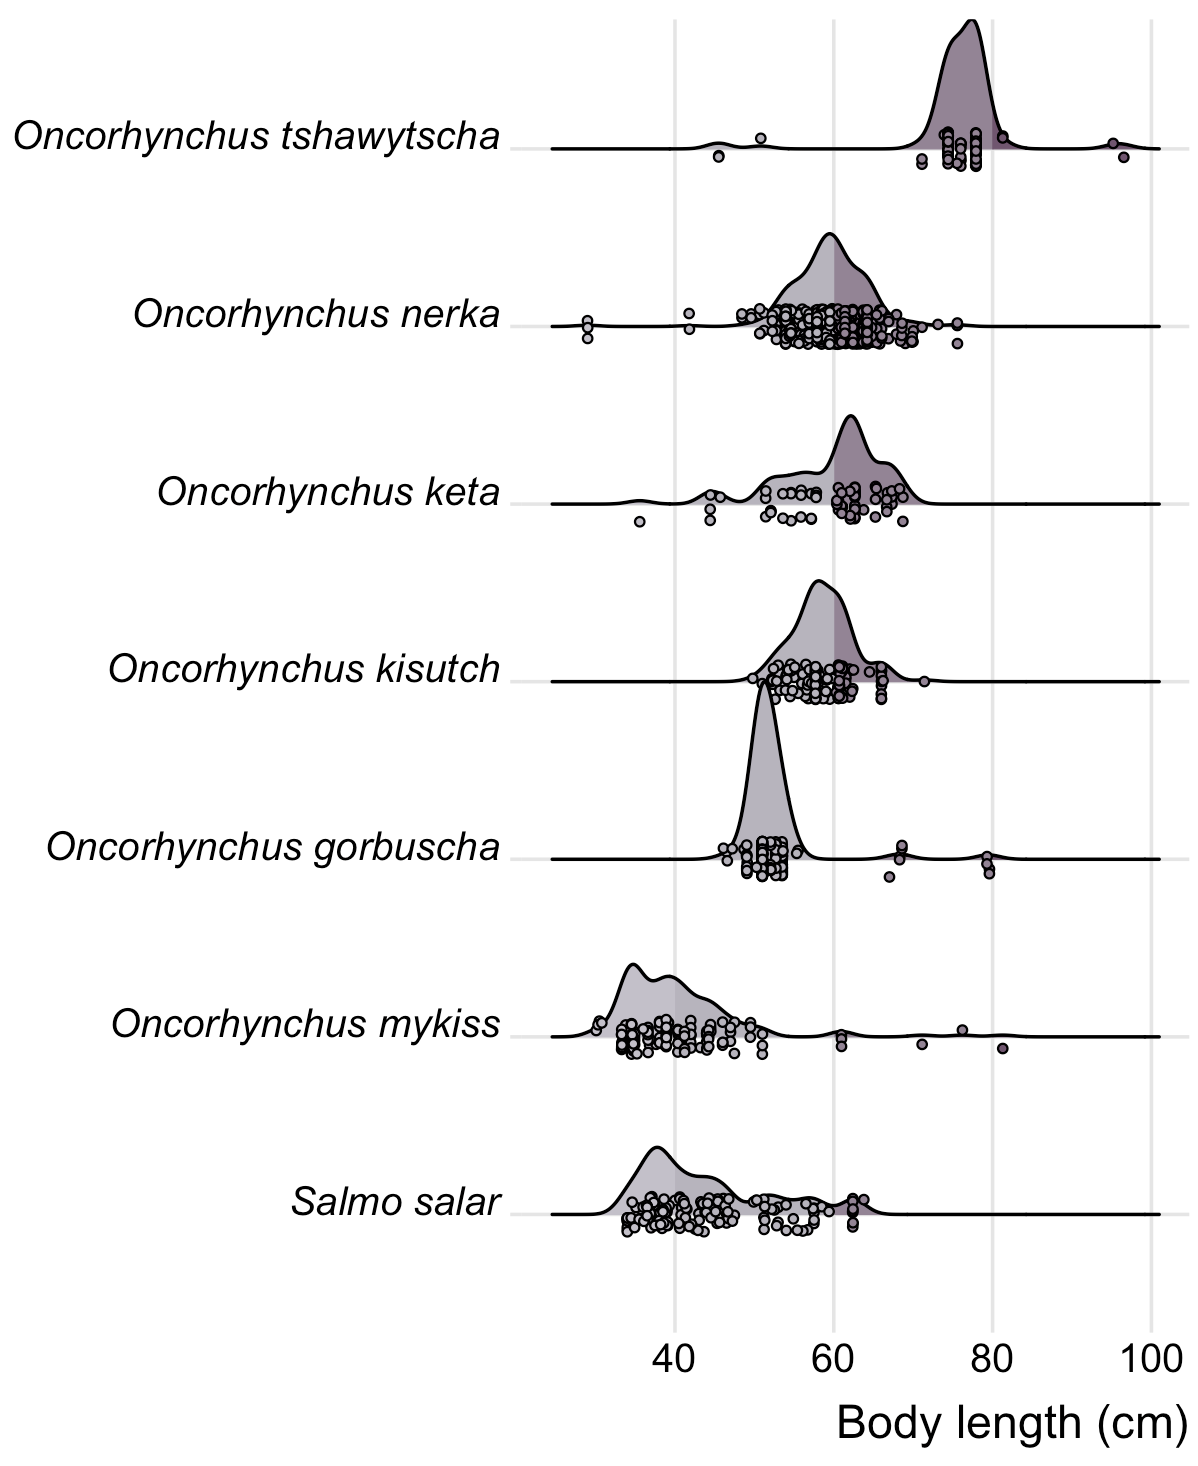 Oncorhynchus tshawytscha
Oncorhynchus nerka
Oncorhynchus keta
Oncorhynchus kisutch
Oncorhynchus gorbuscha
Oncorhynchus mykiss
Salmo salar
40 60 80 100
Body length (cm)